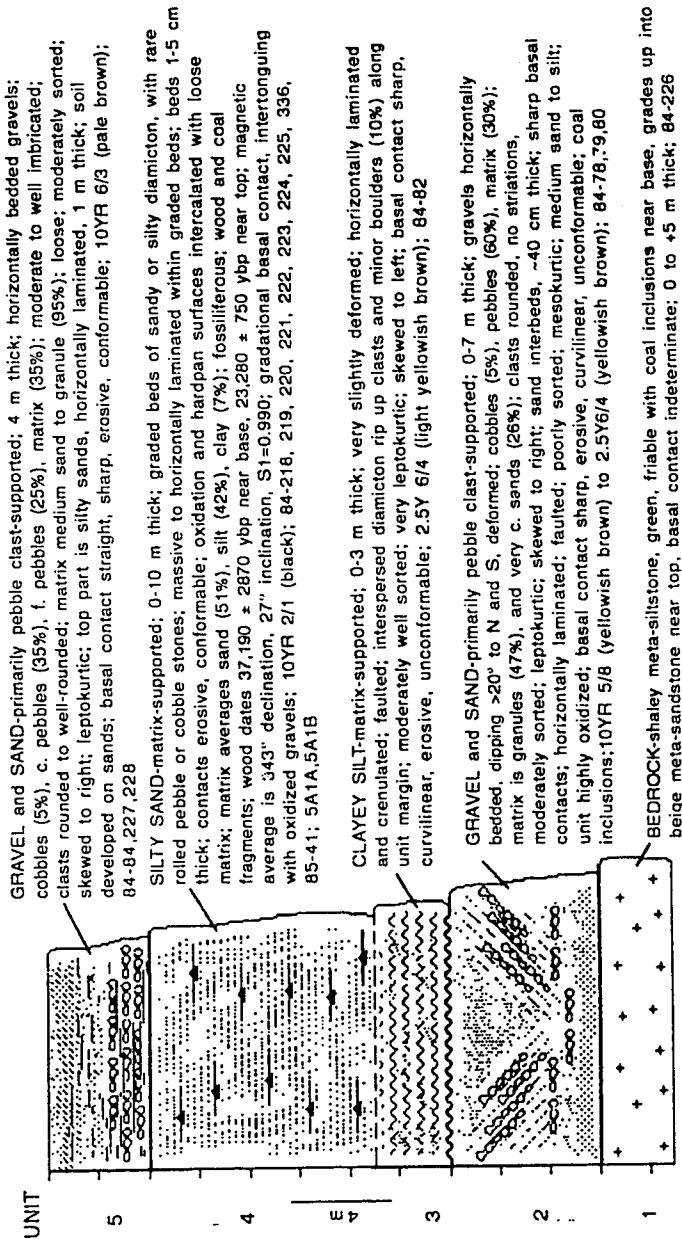 UNIT
5
GRAVEL and SAND-primarily pebble clast-supported; 4 m thick; horizontally bedded gravels;
cobbles (5%), c. pebbles (35%), f. pebbles (25%), matrix (35%); moderate to well imbricated;
clasts rounded to well-rounded; matrix medium sand to granule (95%); loose; moderately sorted;
skewed to right; leptokurtic; top part is silty sands, horizontally laminated, 1 m thick; soil
developed on sands; basal contact straight, sharp, erosive, conformable; 10YR 6/3 (pale brown);
84-84,227,228
4
SILTY SAND-matrix-supported; 0-10 m thick; graded beds of sandy or silty diamicton, with rare
rolled pebble or cobble stones; massive to horizontally laminated within graded beds; beds 1-5 cm
thick; contacts erosive, conformable; oxidation and hardpan surfaces intercalated with loose
matrix; matrix averages sand (51%), silt (42%), clay (7%); fossiliferous; wood and coal
fragments; wood dates 37,190 ± 2870 ybp near base, 23,280 ± 750 ybp near top; magnetic
average is 343" declination, 27" inclination, S1=0.990; gradational basal contact, intertonguing
with oxidized gravels; 10YR 2/1 (black); 84-218, 219, 220, 221, 222, 223, 224, 225, 336,
85-41; 5A1A,5A1B
4 m
3
CLAYEY SILT-matrix-supported; 0-3 m thick; very slightly deformed; horizontally laminated
and crenulated; faulted; interspersed diamicton rip up clasts and minor boulders (10%) along
unit margin; moderately well sorted; very leptokurtic; skewed to left; basal contact sharp,
curvilinear, erosive, unconformable; 2.5Y 6/4 (light yellowish brown); 84-82
2
GRAVEL and SAND-primarily pebble clast-supported; 0-7 m thick; gravels horizontally
bedded, dipping >20° to N and S, deformed; cobbles (5%), pebbles (60%), matrix (30%);
matrix is granules (47%), and very c. sands (26%); clasts rounded, no striations,
moderately sorted; leptokurtic; skewed to right; sand interbeds, ~40 cm thick; sharp basal
contacts; horizontally laminated; faulted; poorly sorted; mesokurtic; medium sand to silt;
unit highly oxidized; basal contact sharp, erosive, curvilinear, unconformable; coal
inclusions;10YR 5/8 (yellowish brown) to 2.5Y6/4 (yellowish brown); 84-78,79,80
1
BEDROCK-shaley meta-siltstone, green, friable with coal inclusions near base, grades up into
beige meta-sandstone near top, basal contact indeterminate; 0 to +5 m thick; 84-226